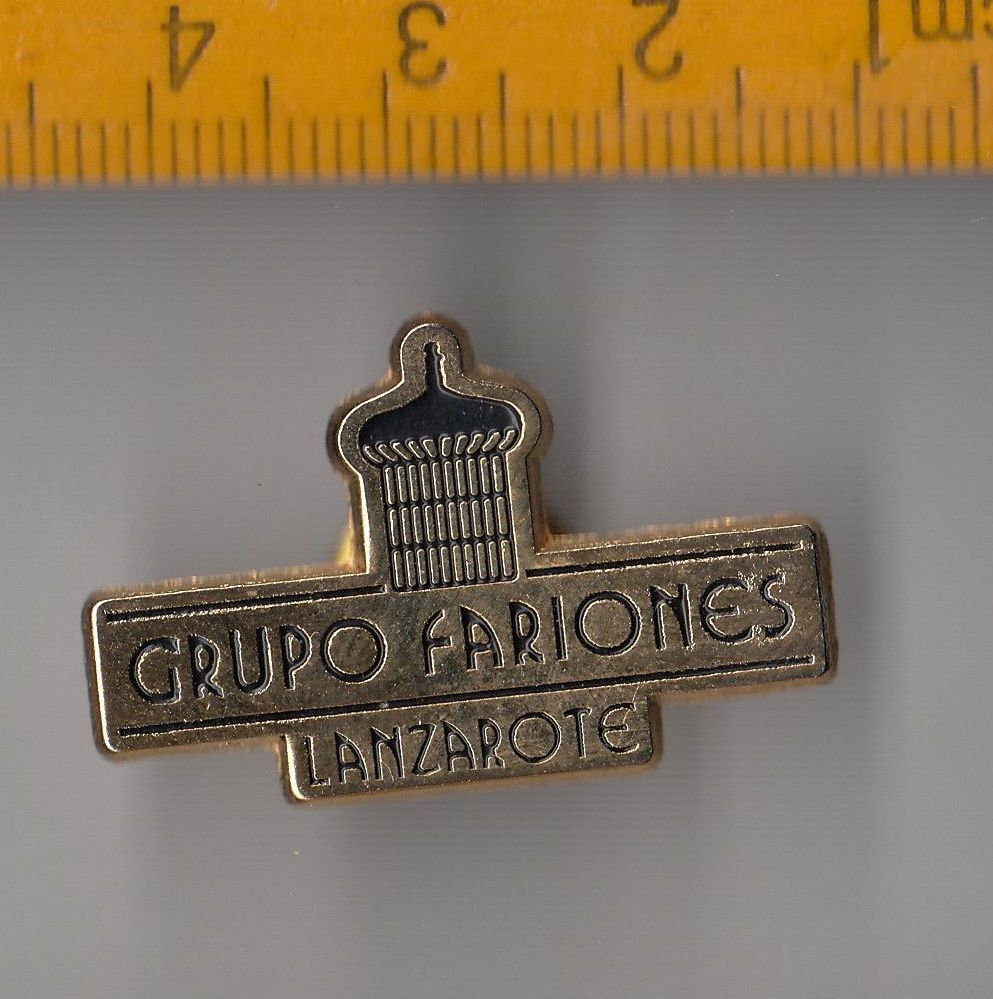 4 3 2 1 cm
GRUPO FARIONES
LANZAROTE